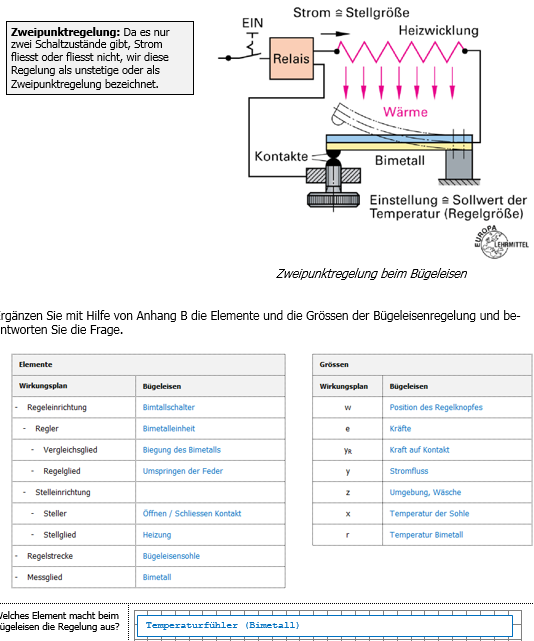 Zweipunktregelung: Da es nur
zwei Schaltzustände gibt, Strom
fliesst oder fliesst nicht, wir diese
Regelung als unstetige oder als
Zweipunktregelung bezeichnet.
Strom ≙ Stellgröße
EIN
Heizwicklung
Relais
Wärme
Kontakte
Bimetall
Einstellung ≙ Sollwert der
Temperatur (Regelgröße)
EUROPA
LEHRMITTEL
Zweipunktregelung beim Bügeleisen
rgänzen Sie mit Hilfe von Anhang B die Elemente und die Grössen der Bügeleisenregelung und be-
ntworten Sie die Frage.
Elemente
Wirkungsplan Bügeleisen
- Regeleinrichtung Bimtallschalter
- Regler Bimetalleinheit
- Vergleichsglied Biegung des Bimetalls
- Regelglied Umspringen der Feder
- Stelleinrichtung
- Steller Öffnen / Schliessen Kontakt
- Stellglied Heizung
- Regelstrecke Bügeleisensohle
- Messglied Bimetall
Grössen
Wirkungsplan Bügeleisen
w Position des Regelknopfes
e Kräfte
yR Kraft auf Kontakt
y Stromfluss
z Umgebung, Wäsche
x Temperatur der Sohle
r Temperatur Bimetall
Welches Element macht beim
ügeleisen die Regelung aus?
Temperaturfühler (Bimetall)